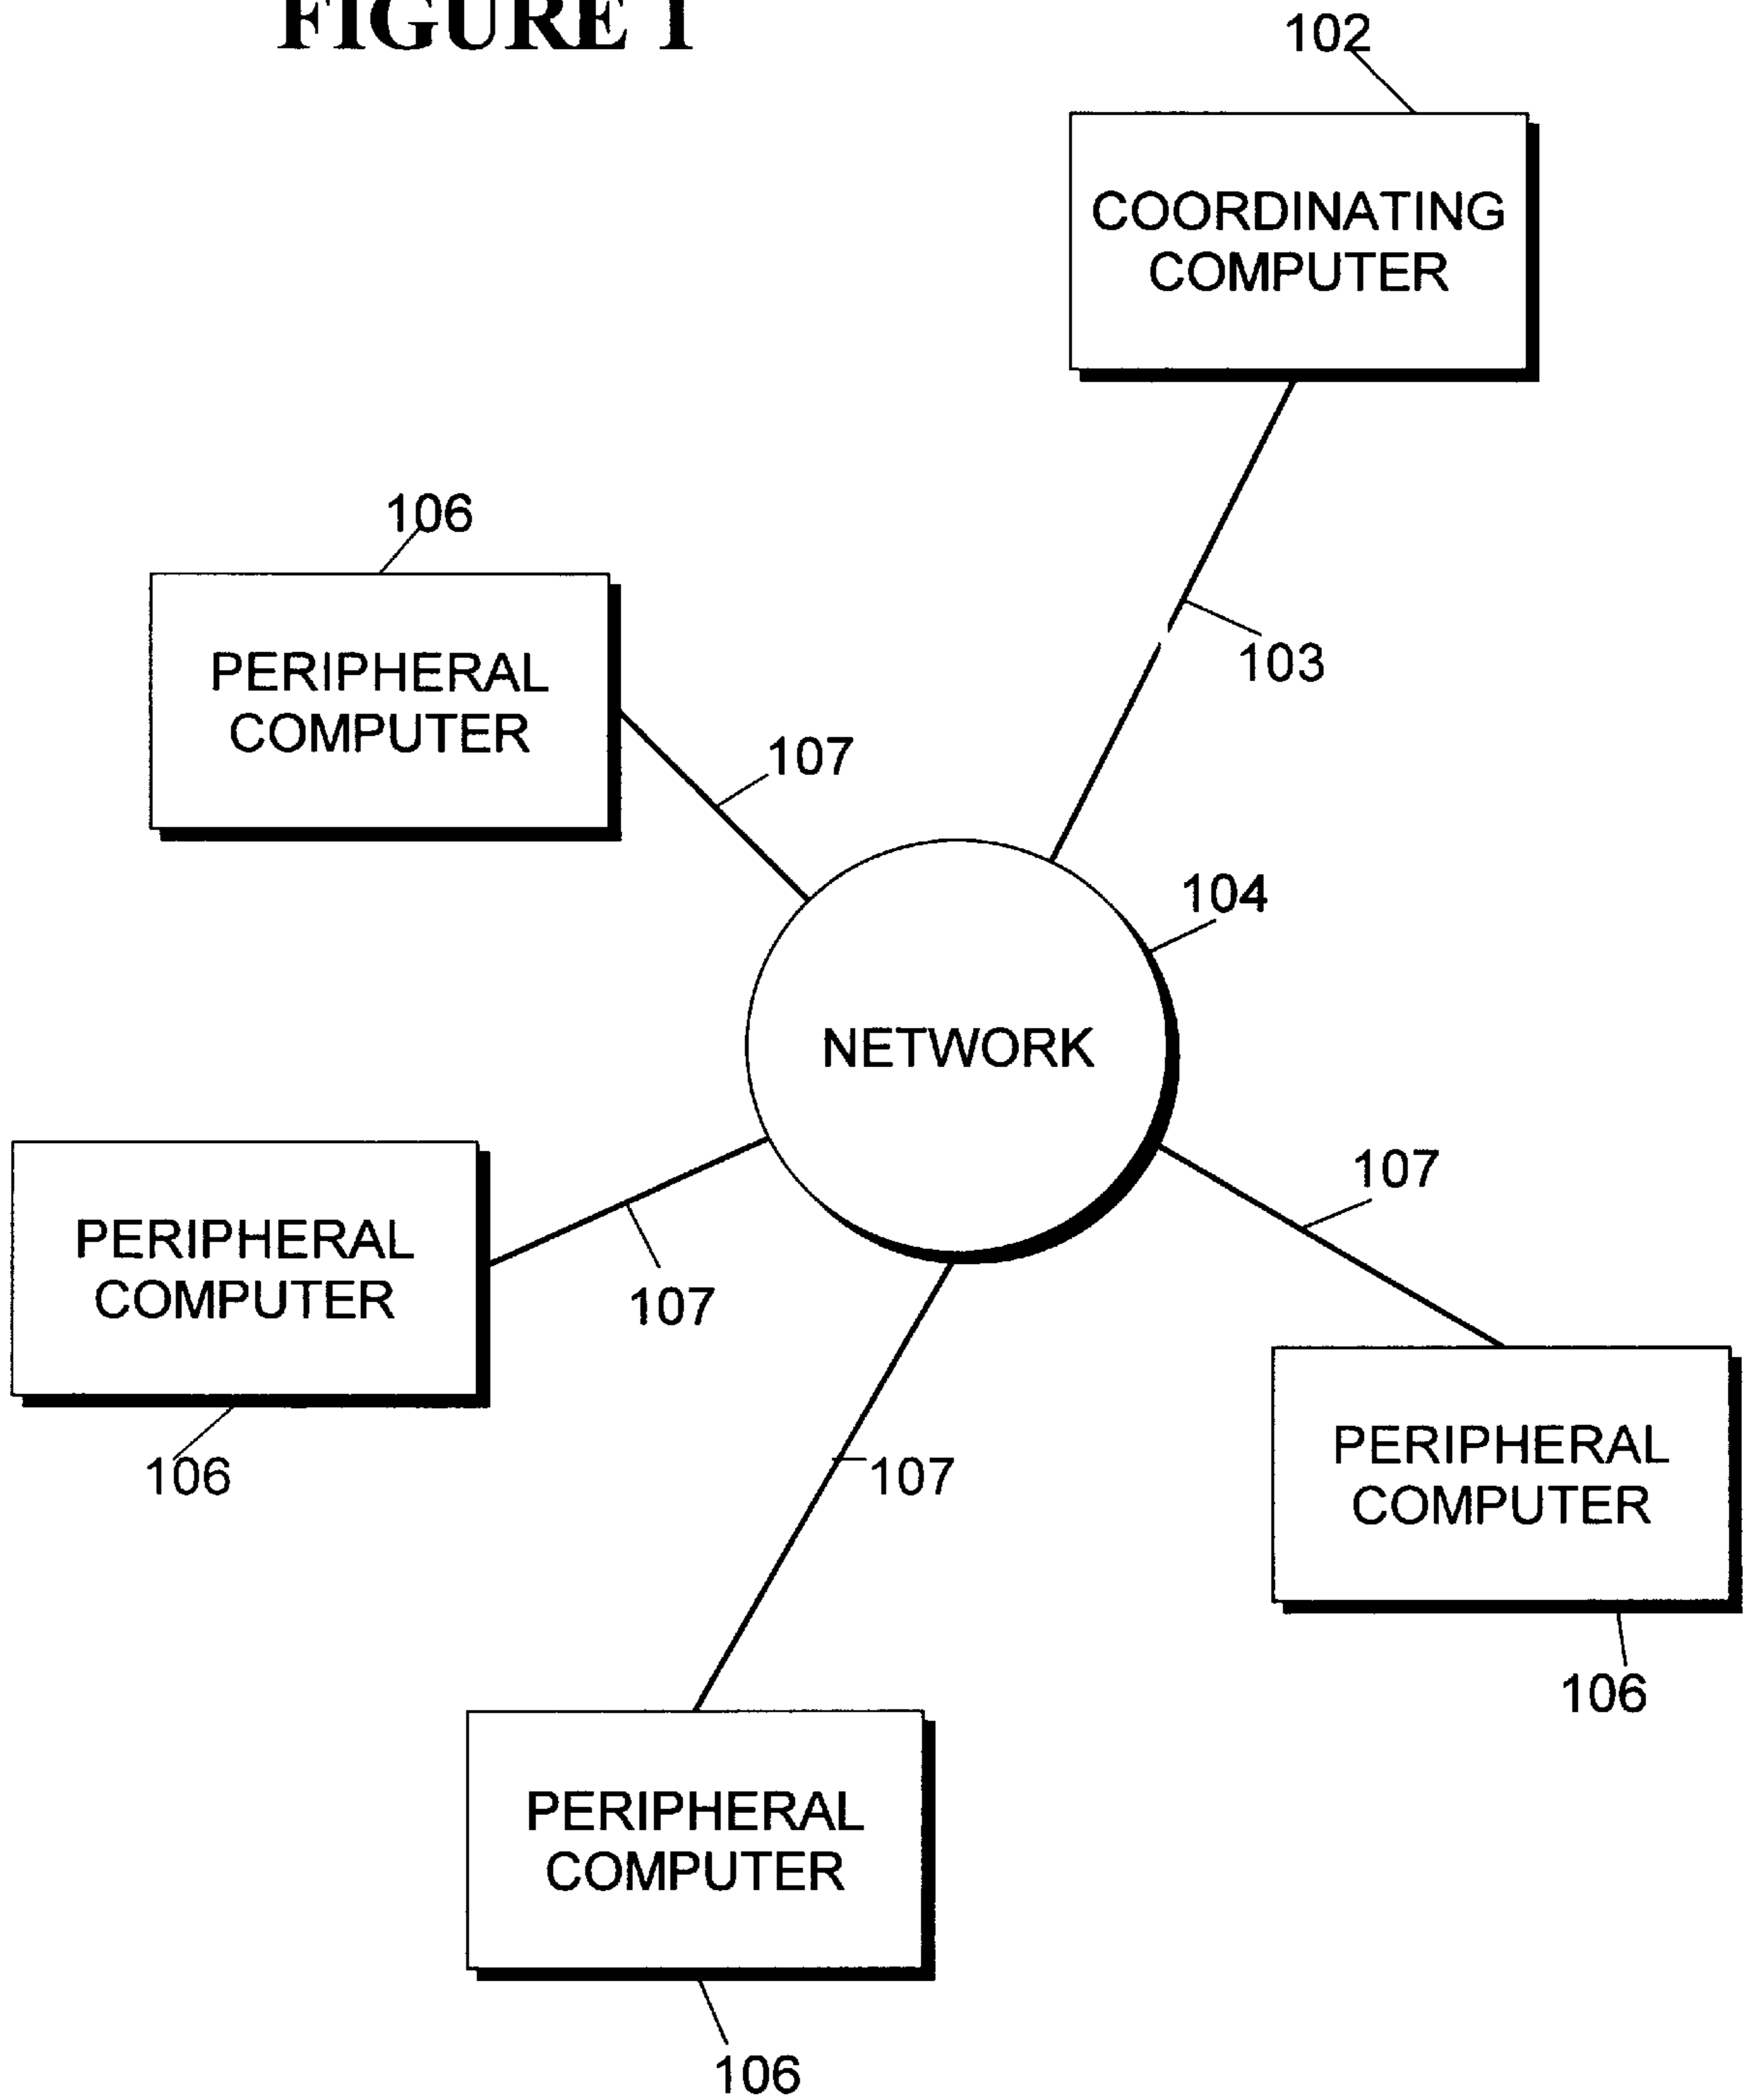 FIGURE 1
102
COORDINATING
COMPUTER
106
PERIPHERAL
COMPUTER
103
107
104
NETWORK
107
PERIPHERAL
COMPUTER
107
106
107
PERIPHERAL
COMPUTER
106
PERIPHERAL
COMPUTER
106